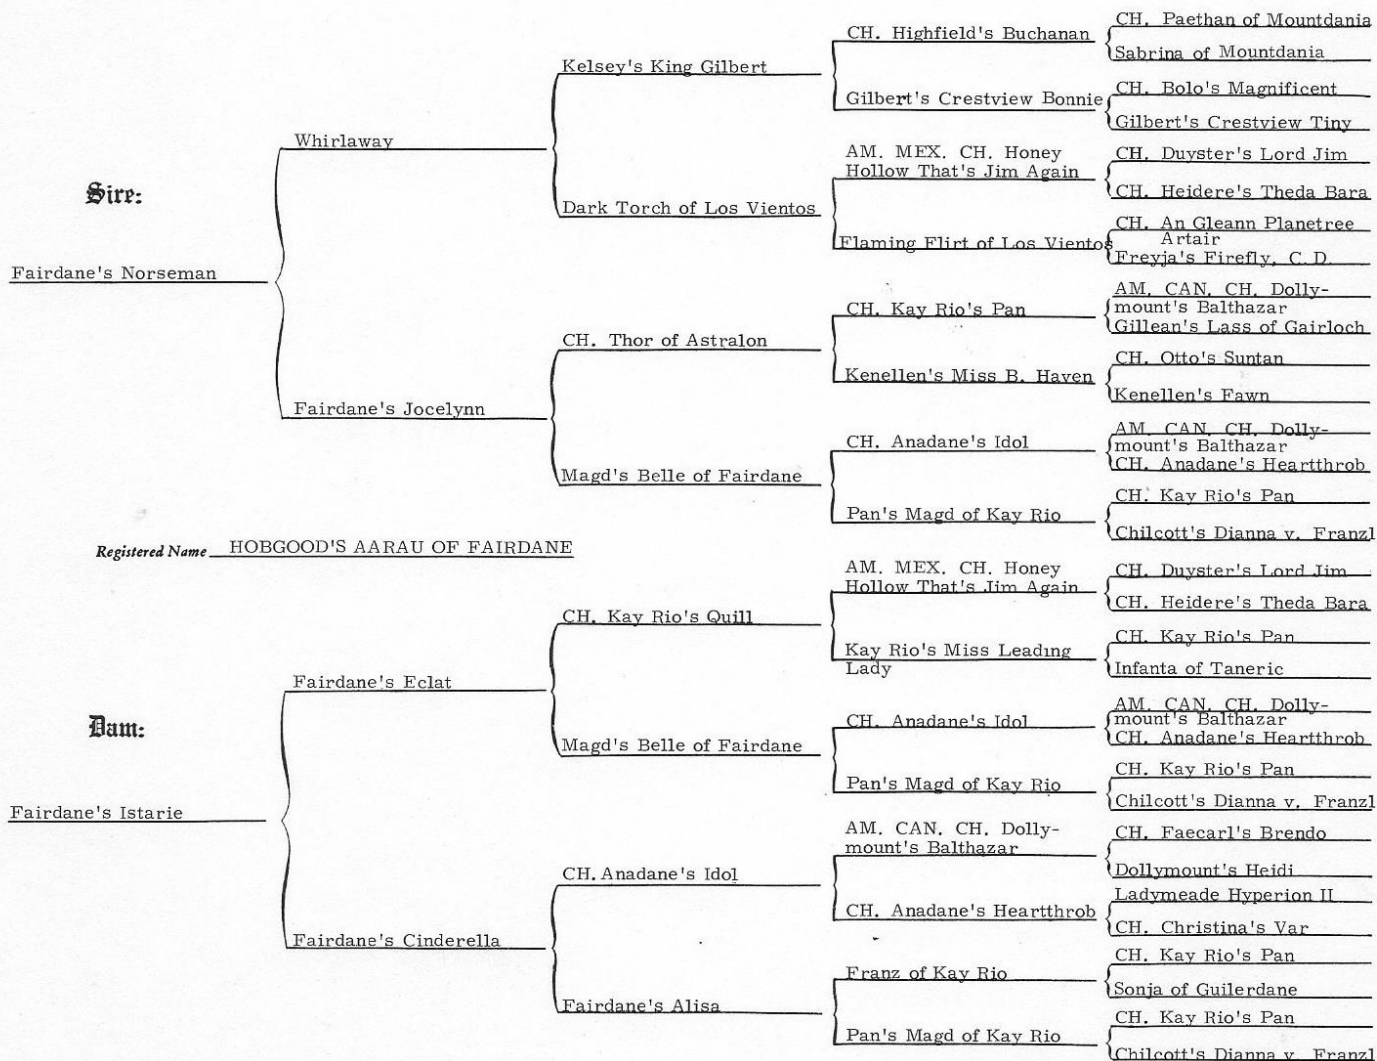 CH. Paethan of Mountdania
CH. Highfield's Buchanan
Sabrina of Mountdania
Kelsey's King Gilbert
CH. Bolo's Magnificent
Gilbert's Crestview Bonnie
Gilbert's Crestview Tiny
Whirlaway
AM. MEX. CH. Honey
Hollow That's Jim Again
CH. Duyster's Lord Jim
CH. Heidere's Theda Bara
Sire:
Dark Torch of Los Vientos
CH. An Gleann Planetree
Artair
Flaming Flirt of Los Vientos
Freyja's Firefly, C.D.
Fairdane's Norseman
AM. CAN. CH. Dolly-
mount's Balthazar
CH. Kay Rio's Pan
Gillean's Lass of Gairloch
CH. Thor of Astralon
CH. Otto's Suntan
Kenellen's Miss B. Haven
Kenellen's Fawn
Fairdane's Jocelynn
AM. CAN. CH. Dolly-
mount's Balthazar
CH. Anadane's Idol
CH. Anadane's Heartthrob
Magd's Belle of Fairdane
CH. Kay Rio's Pan
Pan's Magd of Kay Rio
Chilcott's Dianna v. Franzl
Registered Name HOBGOOD'S AARAU OF FAIRDANE
AM. MEX. CH. Honey
Hollow That's Jim Again
CH. Duyster's Lord Jim
CH. Heidere's Theda Bara
CH. Kay Rio's Quill
CH. Kay Rio's Pan
Kay Rio's Miss Leading
Lady
Infanta of Taneric
Fairdane's Eclat
AM. CAN. CH. Dolly-
mount's Balthazar
CH. Anadane's Idol
CH. Anadane's Heartthrob
Dam:
Magd's Belle of Fairdane
CH. Kay Rio's Pan
Pan's Magd of Kay Rio
Chilcott's Dianna v. Franzl
Fairdane's Istarie
AM. CAN. CH. Dolly-
mount's Balthazar
CH. Faecarl's Brendo
Dollymount's Heidi
CH. Anadane's Idol
Ladymeade Hyperion II
CH. Anadane's Heartthrob
CH. Christina's Var
Fairdane's Cinderella
CH. Kay Rio's Pan
Franz of Kay Rio
Sonja of Guilerdane
Fairdane's Alisa
CH. Kay Rio's Pan
Pan's Magd of Kay Rio
Chilcott's Dianna v. Franzl